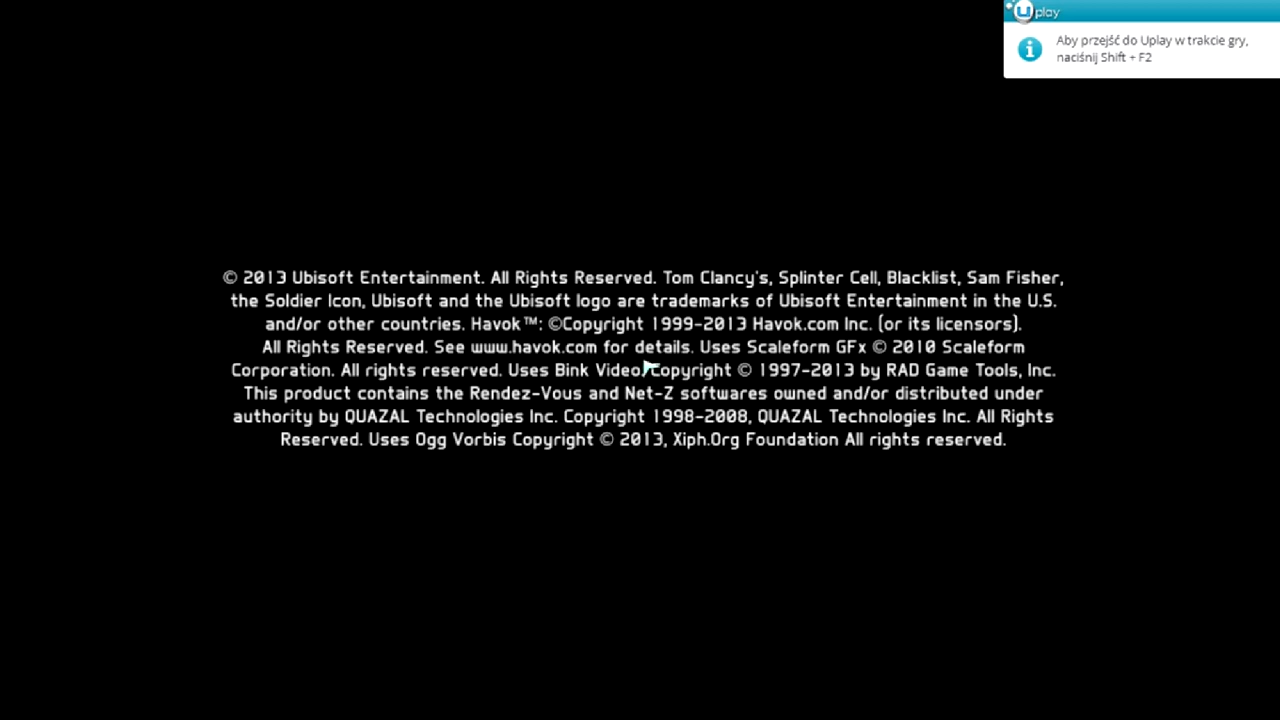 Uplay
Aby przejść do Uplay w trakcie gry,
naciśnij Shift + F2
© 2013 Ubisoft Entertainment. All Rights Reserved. Tom Clancy's, Splinter Cell, Blacklist, Sam Fisher,
the Soldier Icon, Ubisoft and the Ubisoft logo are trademarks of Ubisoft Entertainment in the U.S.
and/or other countries. Havok™: ©Copyright 1999-2013 Havok.com Inc. (or its licensors).
All Rights Reserved. See www.havok.com for details. Uses Scaleform GFx © 2010 Scaleform
Corporation. All rights reserved. Uses Bink Video. Copyright © 1997-2013 by RAD Game Tools, Inc.
This product contains the Rendez-Vous and Net-Z softwares owned and/or distributed under
authority by QUAZAL Technologies Inc. Copyright 1998-2008, QUAZAL Technologies Inc. All Rights
Reserved. Uses Ogg Vorbis Copyright © 2013, Xiph.Org Foundation All rights reserved.